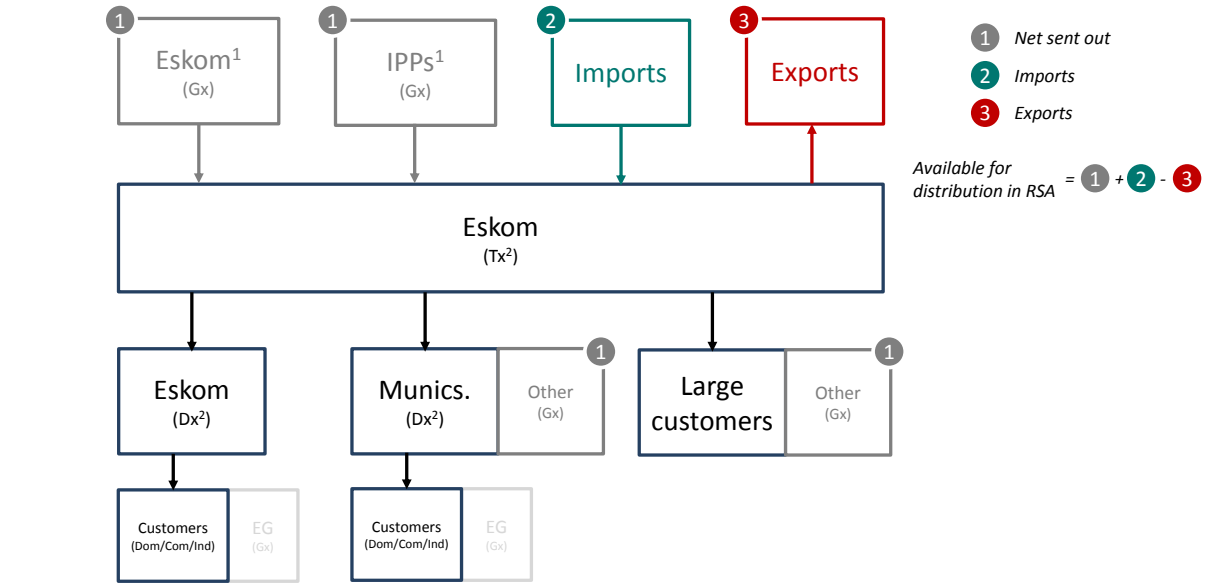 1
Eskom¹
(Gx)
1
IPPs¹
(Gx)
2
Imports
3
Exports
1 Net sent out
2 Imports
3 Exports
Available for
distribution in RSA = 1 + 2 - 3
Eskom
(Tx²)
Eskom
(Dx²)
Munics.
(Dx²)
1
Other
(Gx)
Large
customers
1
Other
(Gx)
Customers
(Dom/Com/Ind)
EG
(Gx)
Customers
(Dom/Com/Ind)
EG
(Gx)